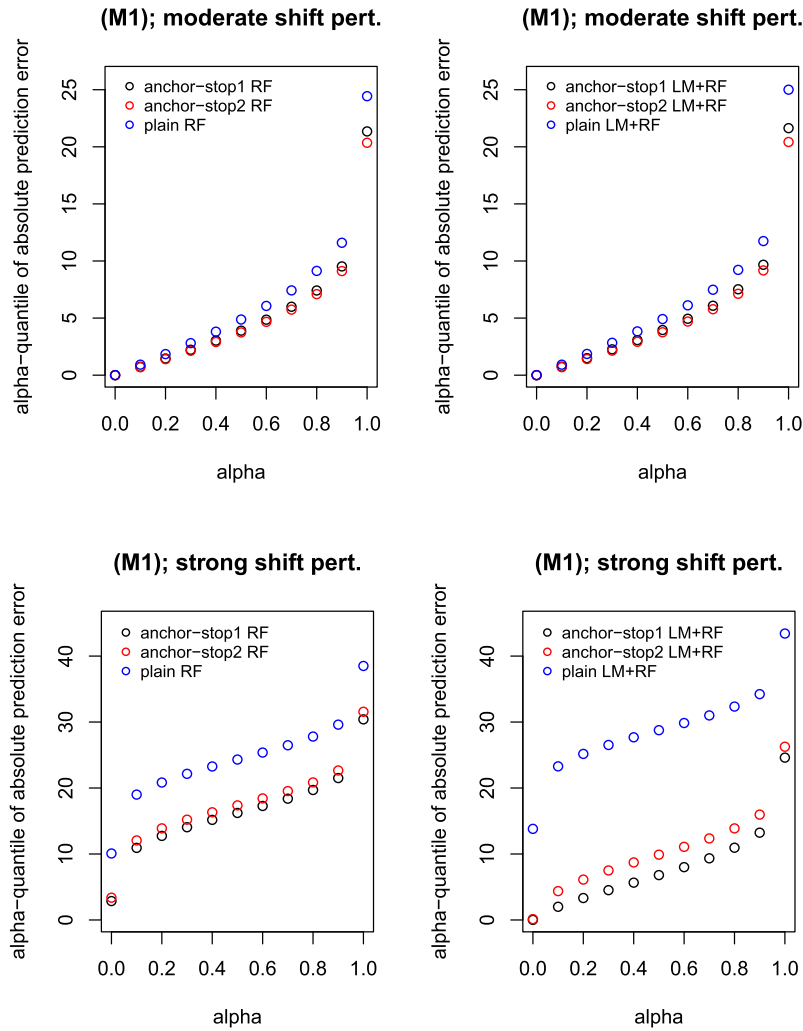 (M1); moderate shift pert.
alpha−quantile of absolute prediction error
25
20
15
10
5
0
anchor−stop1 RF
anchor−stop2 RF
plain RF
0.0 0.2 0.4 0.6 0.8 1.0
alpha
(M1); moderate shift pert.
alpha−quantile of absolute prediction error
25
20
15
10
5
0
anchor−stop1 LM+RF
anchor−stop2 LM+RF
plain LM+RF
0.0 0.2 0.4 0.6 0.8 1.0
alpha
(M1); strong shift pert.
alpha−quantile of absolute prediction error
40
30
20
10
0
anchor−stop1 RF
anchor−stop2 RF
plain RF
0.0 0.2 0.4 0.6 0.8 1.0
alpha
(M1); strong shift pert.
alpha−quantile of absolute prediction error
40
30
20
10
0
anchor−stop1 LM+RF
anchor−stop2 LM+RF
plain LM+RF
0.0 0.2 0.4 0.6 0.8 1.0
alpha